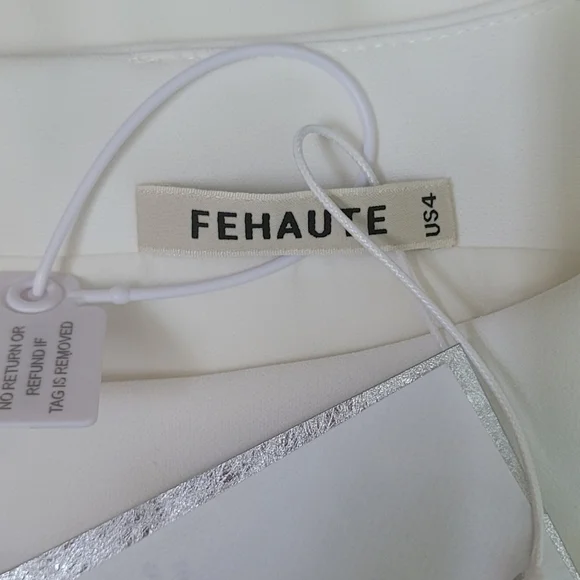 FEHAUTE
US4
NO RETURN OR
REFUND IF
TAG IS REMOVED